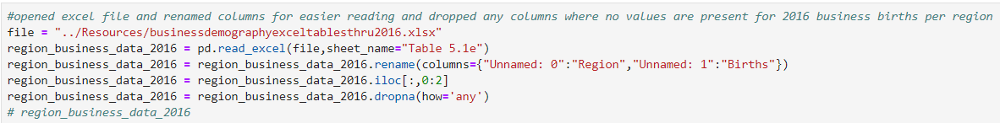 #opened excel file and renamed columns for easier reading and dropped any columns where no values are present for 2016 business births per region
file = "../Resources/businessdemographyexceltablesthru2016.xlsx"
region_business_data_2016 = pd.read_excel(file,sheet_name="Table 5.1e")
region_business_data_2016 = region_business_data_2016.rename(columns={"Unnamed: 0":"Region","Unnamed: 1":"Births"})
region_business_data_2016 = region_business_data_2016.iloc[:,0:2]
region_business_data_2016 = region_business_data_2016.dropna(how='any')
# region_business_data_2016